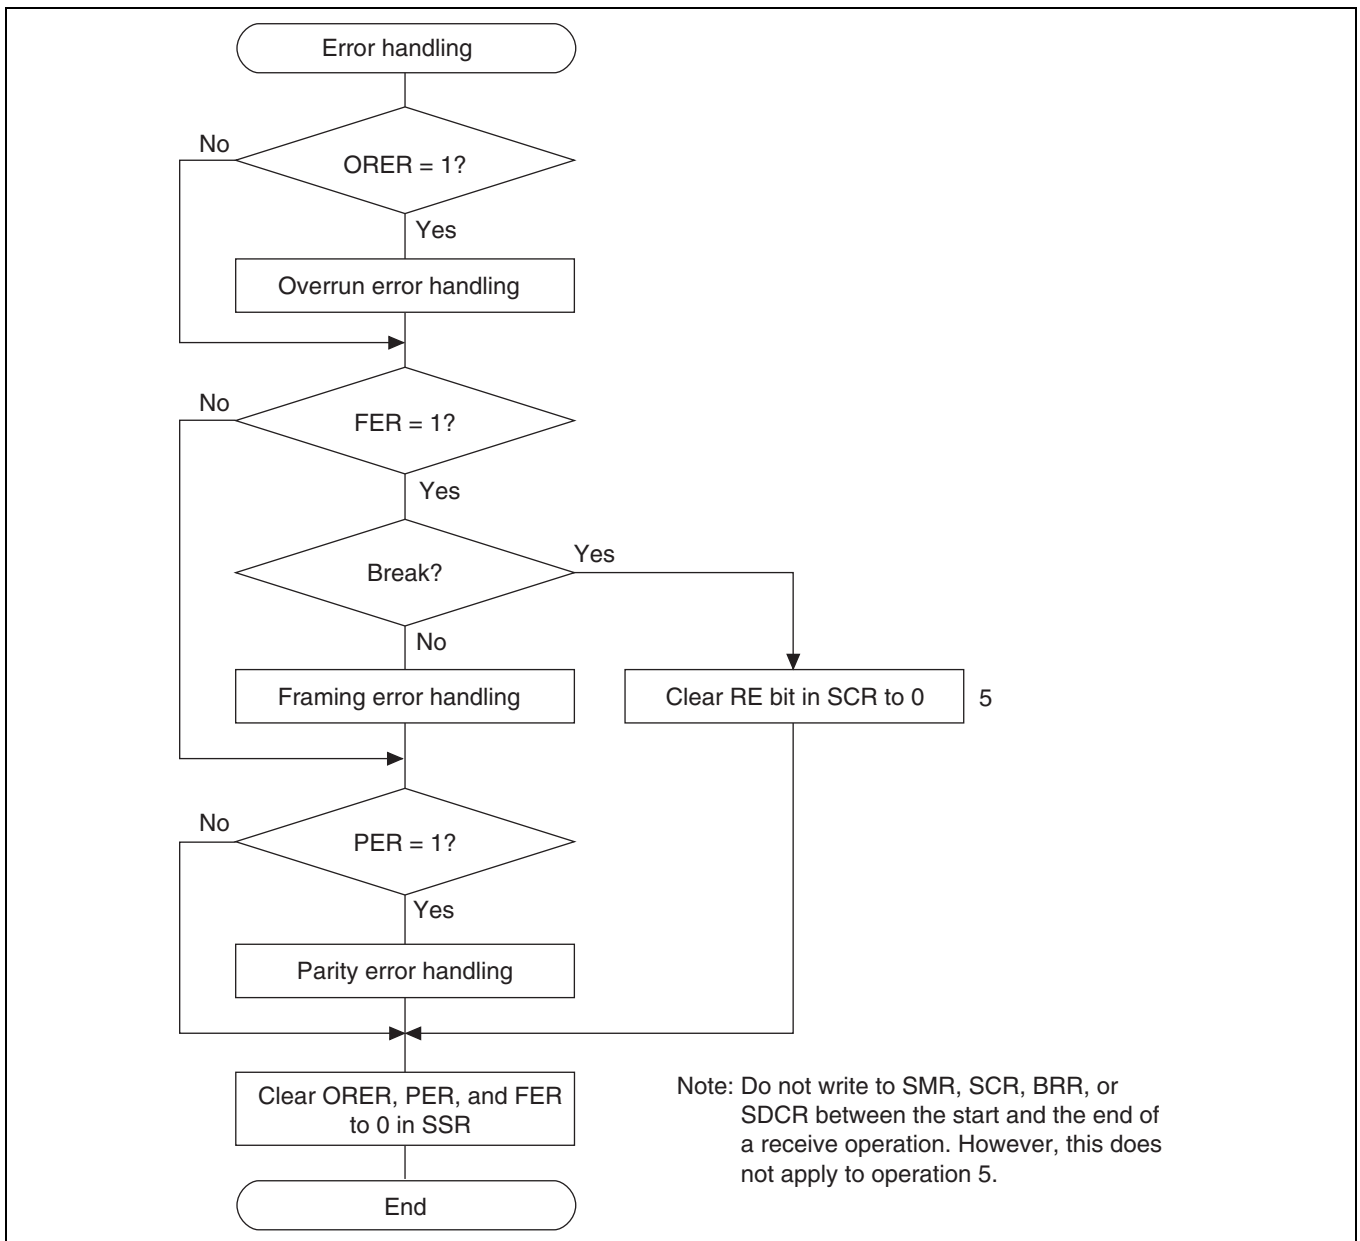 Error handling
No
ORER = 1?
Yes
Overrun error handling
No
FER = 1?
Yes
Break?
Yes
No
Framing error handling
Clear RE bit in SCR to 0
5
No
PER = 1?
Yes
Parity error handling
Clear ORER, PER, and FER
to 0 in SSR
End
Note: Do not write to SMR, SCR, BRR, or
SDCR between the start and the end of
a receive operation. However, this does
not apply to operation 5.